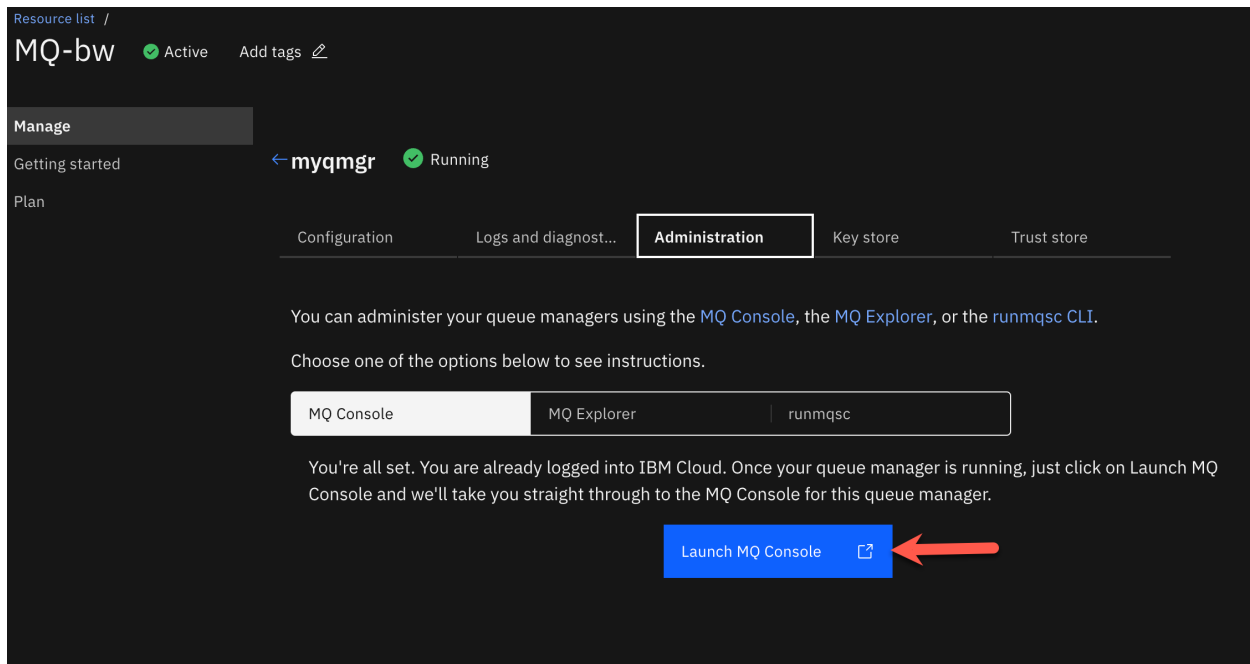 Resource list /
MQ-bw Active Add tags
Manage
Getting started
Plan
myqmgr Running
Configuration Logs and diagnost... Administration Key store Trust store
You can administer your queue managers using the MQ Console, the MQ Explorer, or the runmqsc CLI.
Choose one of the options below to see instructions.
MQ Console MQ Explorer runmqsc
You're all set. You are already logged into IBM Cloud. Once your queue manager is running, just click on Launch MQ
Console and we'll take you straight through to the MQ Console for this queue manager.
Launch MQ Console